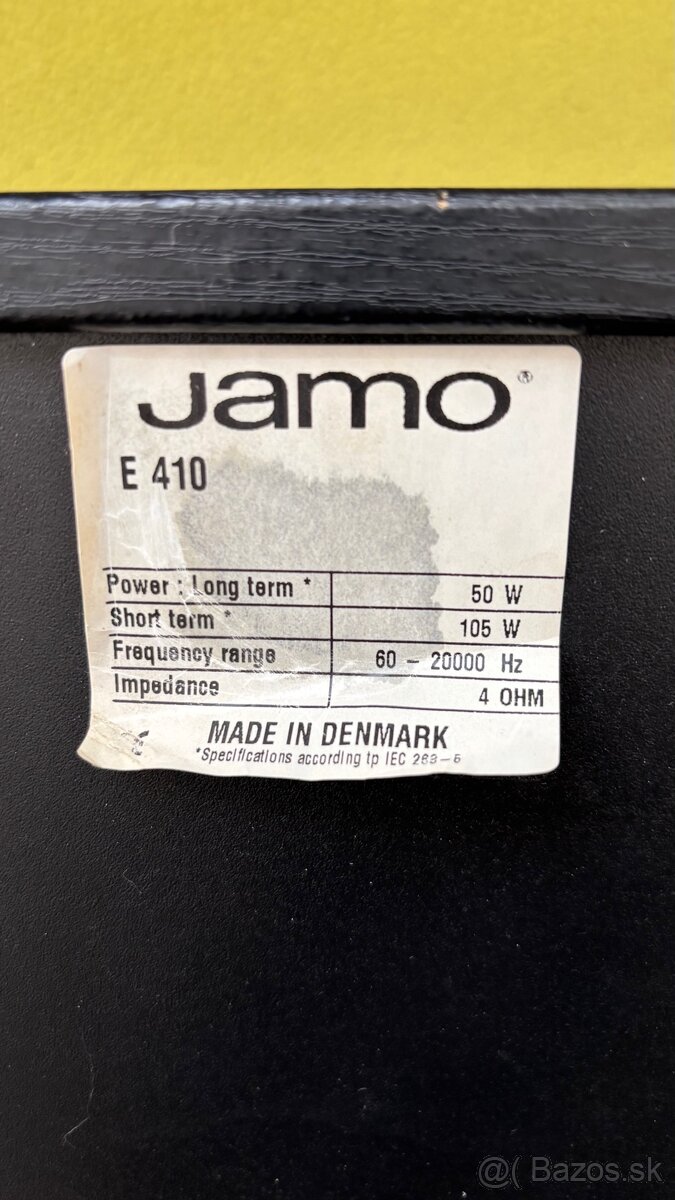 Jamo®
E 410
Power : Long term * 50 W
Short term * 105 W
Frequency range 60 – 20000 Hz
Impedance 4 OHM
MADE IN DENMARK
*Specifications according tp IEC 268–5
@( Bazos.sk